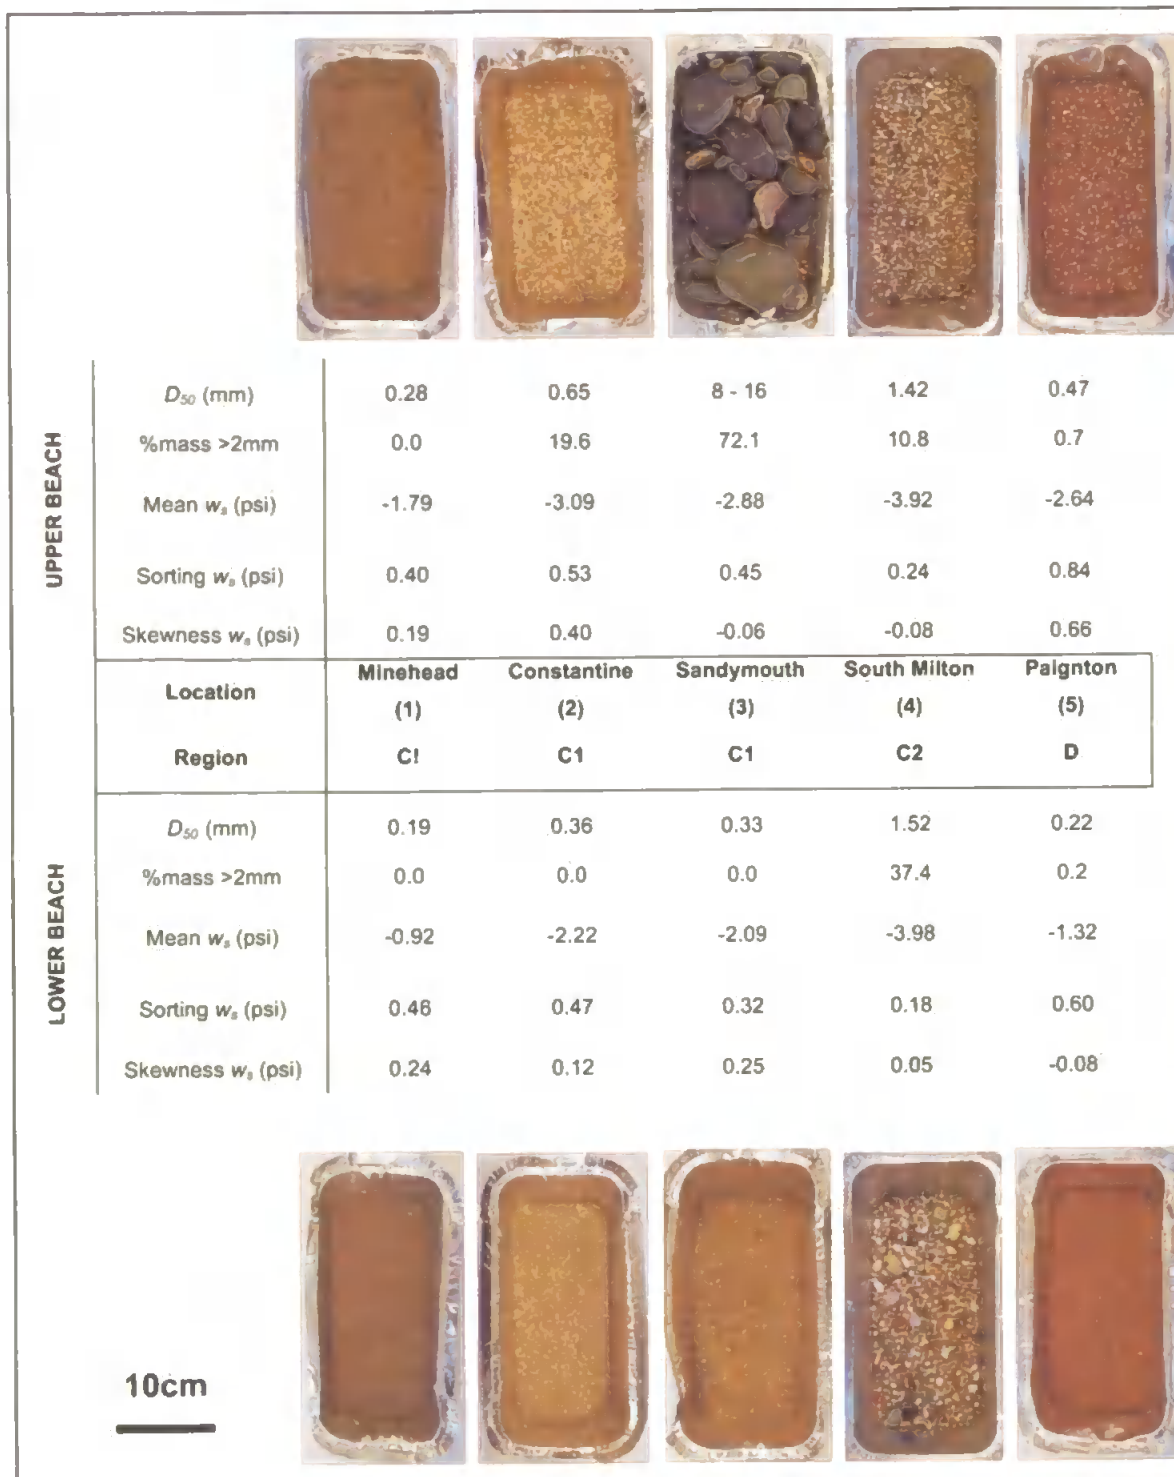 UPPER BEACH
D50 (mm) 0.28 0.65 8 - 16 1.42 0.47
%mass >2mm 0.0 19.6 72.1 10.8 0.7
Mean ws (psi) -1.79 -3.09 -2.88 -3.92 -2.64
Sorting ws (psi) 0.40 0.53 0.45 0.24 0.84
Skewness ws (psi) 0.19 0.40 -0.06 -0.08 0.66
Location Minehead Constantine Sandymouth South Milton Paignton
(1) (2) (3) (4) (5)
Region C! C1 C1 C2 D
LOWER BEACH
D50 (mm) 0.19 0.36 0.33 1.52 0.22
%mass >2mm 0.0 0.0 0.0 37.4 0.2
Mean ws (psi) -0.92 -2.22 -2.09 -3.98 -1.32
Sorting ws (psi) 0.46 0.47 0.32 0.18 0.60
Skewness ws (psi) 0.24 0.12 0.25 0.05 -0.08
10cm